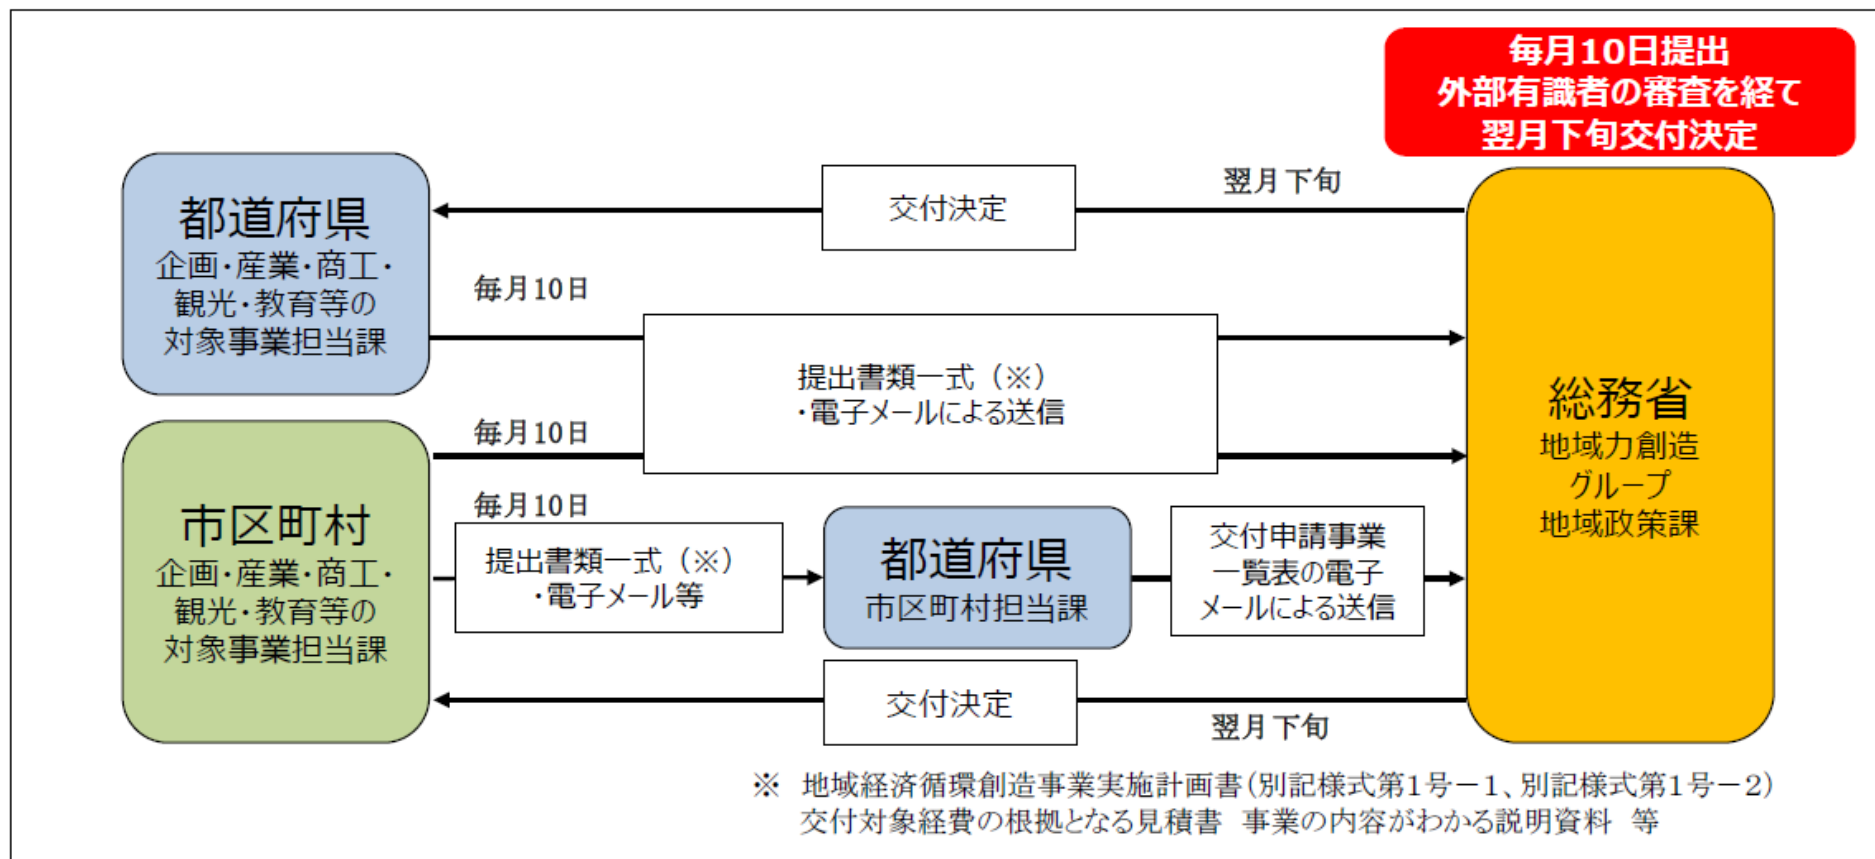 毎月10日提出
外部有識者の審査を経て
翌月下旬交付決定
都道府県
企画・産業・商工・
観光・教育等の
対象事業担当課
交付決定
翌月下旬
毎月10日
提出書類一式（※）
・電子メールによる送信
毎月10日
総務省
地域力創造
グループ
地域政策課
市区町村
企画・産業・商工・
観光・教育等の
対象事業担当課
毎月10日
提出書類一式（※）
・電子メール等
都道府県
市区町村担当課
交付申請事業
一覧表の電子
メールによる送信
交付決定
翌月下旬
※　地域経済循環創造事業実施計画書（別記様式第1号－1、別記様式第1号－2）
交付対象経費の根拠となる見積書　事業の内容がわかる説明資料　等